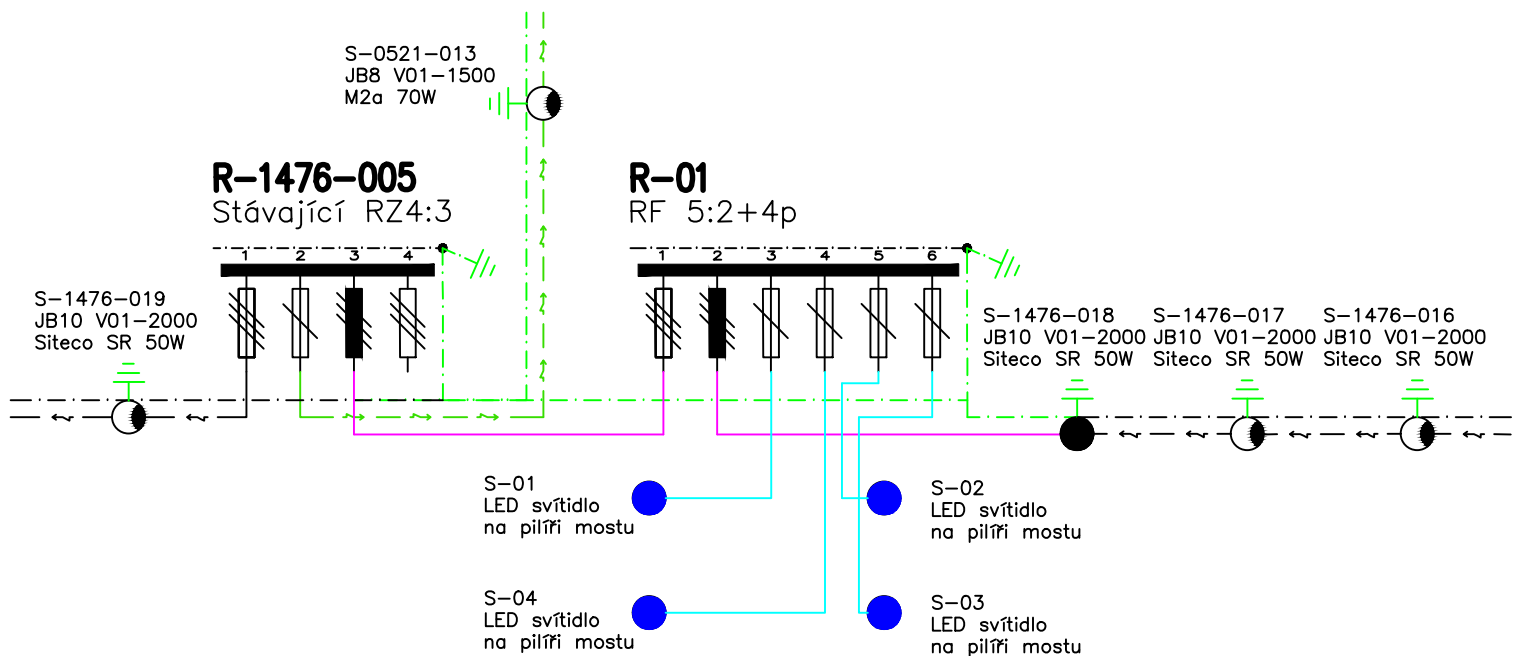 S-0521-013
JB8 V01-1500
M2a 70W
R-1476-005
Stávající RZ4:3
R-01
RF 5:2+4p
1 2 3 4
1 2 3 4 5 6
S-1476-019
JB10 V01-2000
Siteco SR 50W
S-1476-018
JB10 V01-2000
Siteco SR 50W
S-1476-017
JB10 V01-2000
Siteco SR 50W
S-1476-016
JB10 V01-2000
Siteco SR 50W
S-01
LED svítidlo
na pilíři mostu
S-02
LED svítidlo
na pilíři mostu
S-04
LED svítidlo
na pilíři mostu
S-03
LED svítidlo
na pilíři mostu